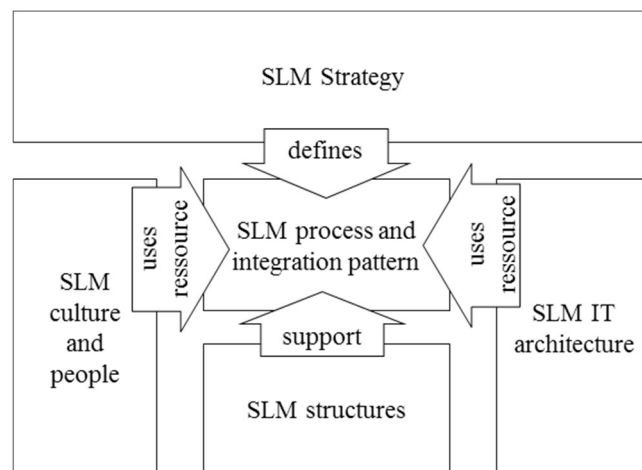 SLM Strategy
defines
uses
ressource
SLM process and
integration pattern
uses
ressource
SLM
culture
and
people
support
SLM IT
architecture
SLM structures